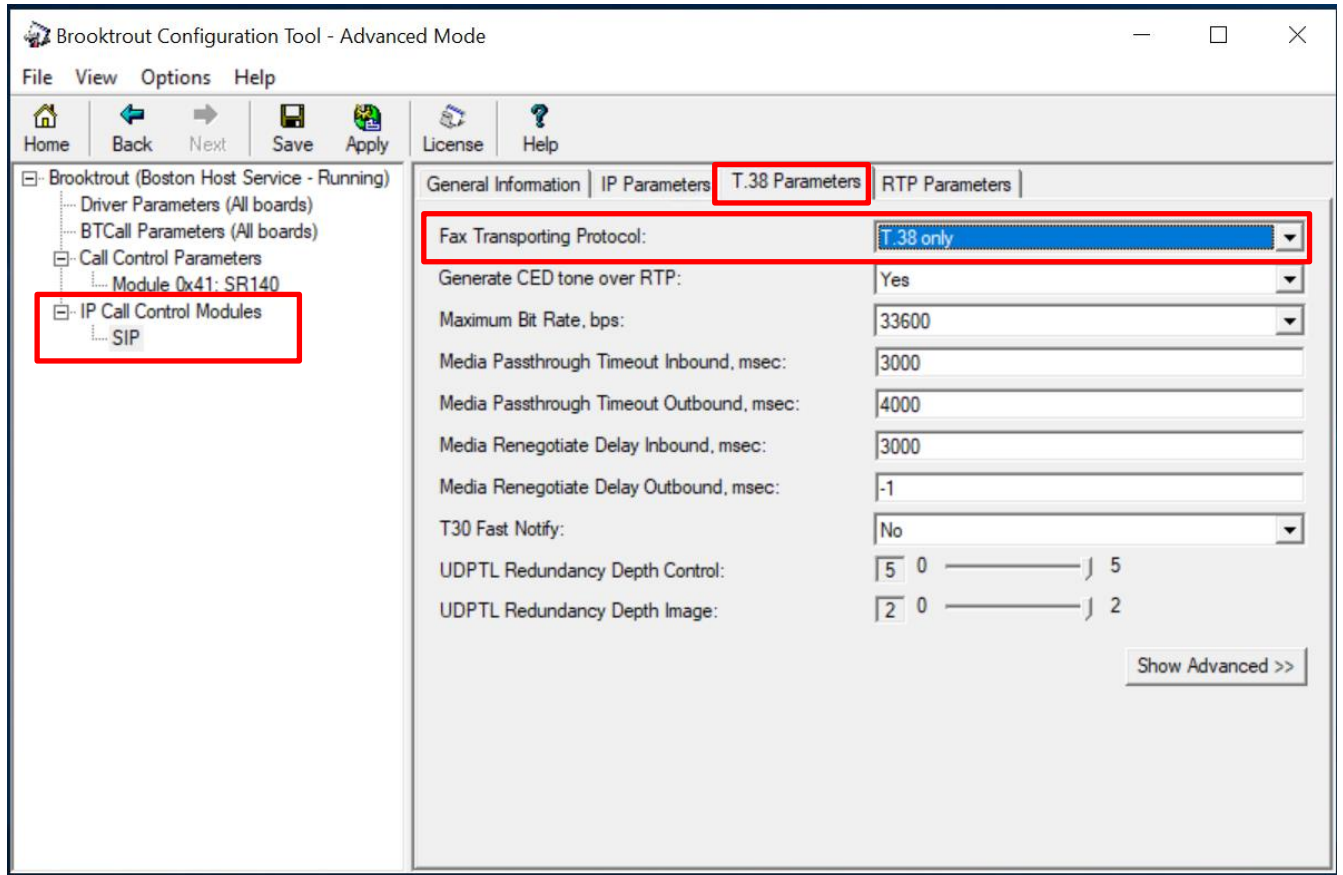 Brooktrout Configuration Tool - Advanced Mode
File View Options Help
Home Back Next Save Apply License Help
Brooktrout (Boston Host Service - Running)
Driver Parameters (All boards)
BTCall Parameters (All boards)
Call Control Parameters
Module 0x41: SR140
IP Call Control Modules
SIP
General Information IP Parameters T.38 Parameters RTP Parameters
Fax Transporting Protocol: T.38 only
Generate CED tone over RTP: Yes
Maximum Bit Rate, bps: 33600
Media Passthrough Timeout Inbound, msec: 3000
Media Passthrough Timeout Outbound, msec: 4000
Media Renegotiate Delay Inbound, msec: 3000
Media Renegotiate Delay Outbound, msec: -1
T30 Fast Notify: No
UDPTL Redundancy Depth Control: 5 0 5
UDPTL Redundancy Depth Image: 2 0 2
Show Advanced >>